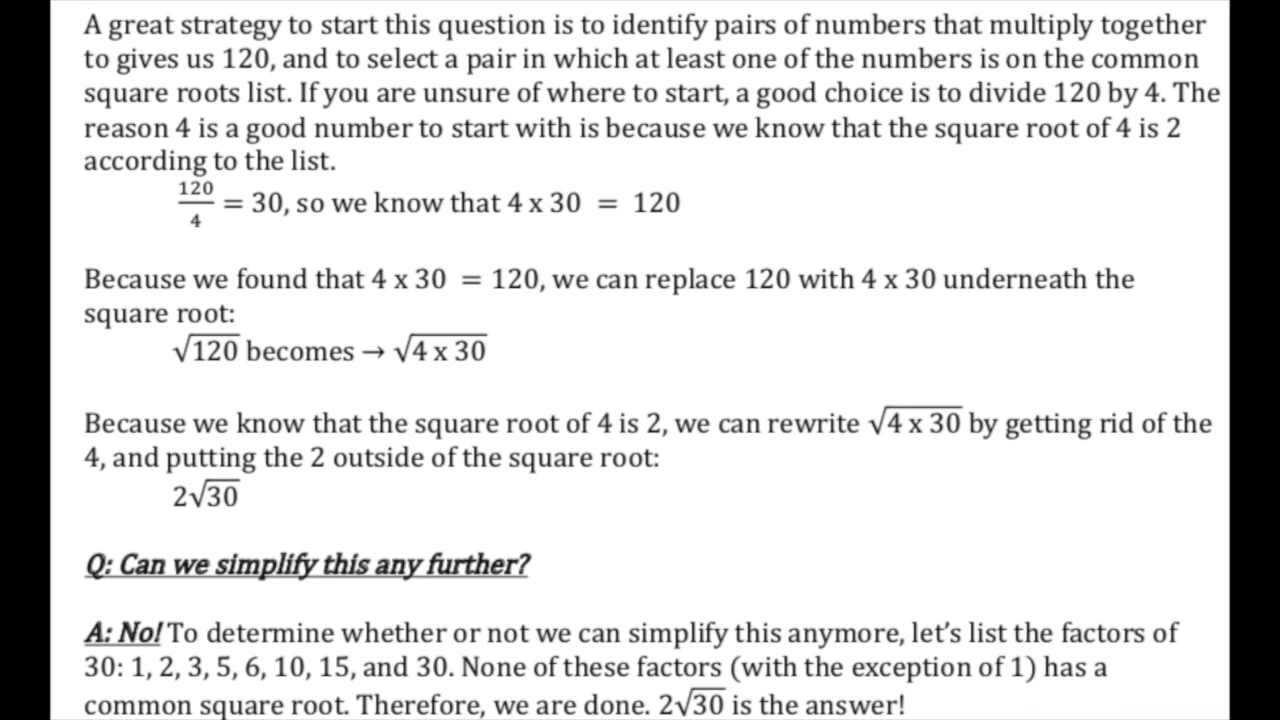 A great strategy to start this question is to identify pairs of numbers that multiply together
to gives us 120, and to select a pair in which at least one of the numbers is on the common
square roots list. If you are unsure of where to start, a good choice is to divide 120 by 4. The
reason 4 is a good number to start with is because we know that the square root of 4 is 2
according to the list.
120/4 = 30, so we know that 4 x 30 = 120
Because we found that 4 x 30 = 120, we can replace 120 with 4 x 30 underneath the
square root:
√120 becomes → √4 x 30
Because we know that the square root of 4 is 2, we can rewrite √4 x 30 by getting rid of the
4, and putting the 2 outside of the square root:
2√30
Q: Can we simplify this any further?
A: No! To determine whether or not we can simplify this anymore, let’s list the factors of
30: 1, 2, 3, 5, 6, 10, 15, and 30. None of these factors (with the exception of 1) has a
common square root. Therefore, we are done. 2√30 is the answer!